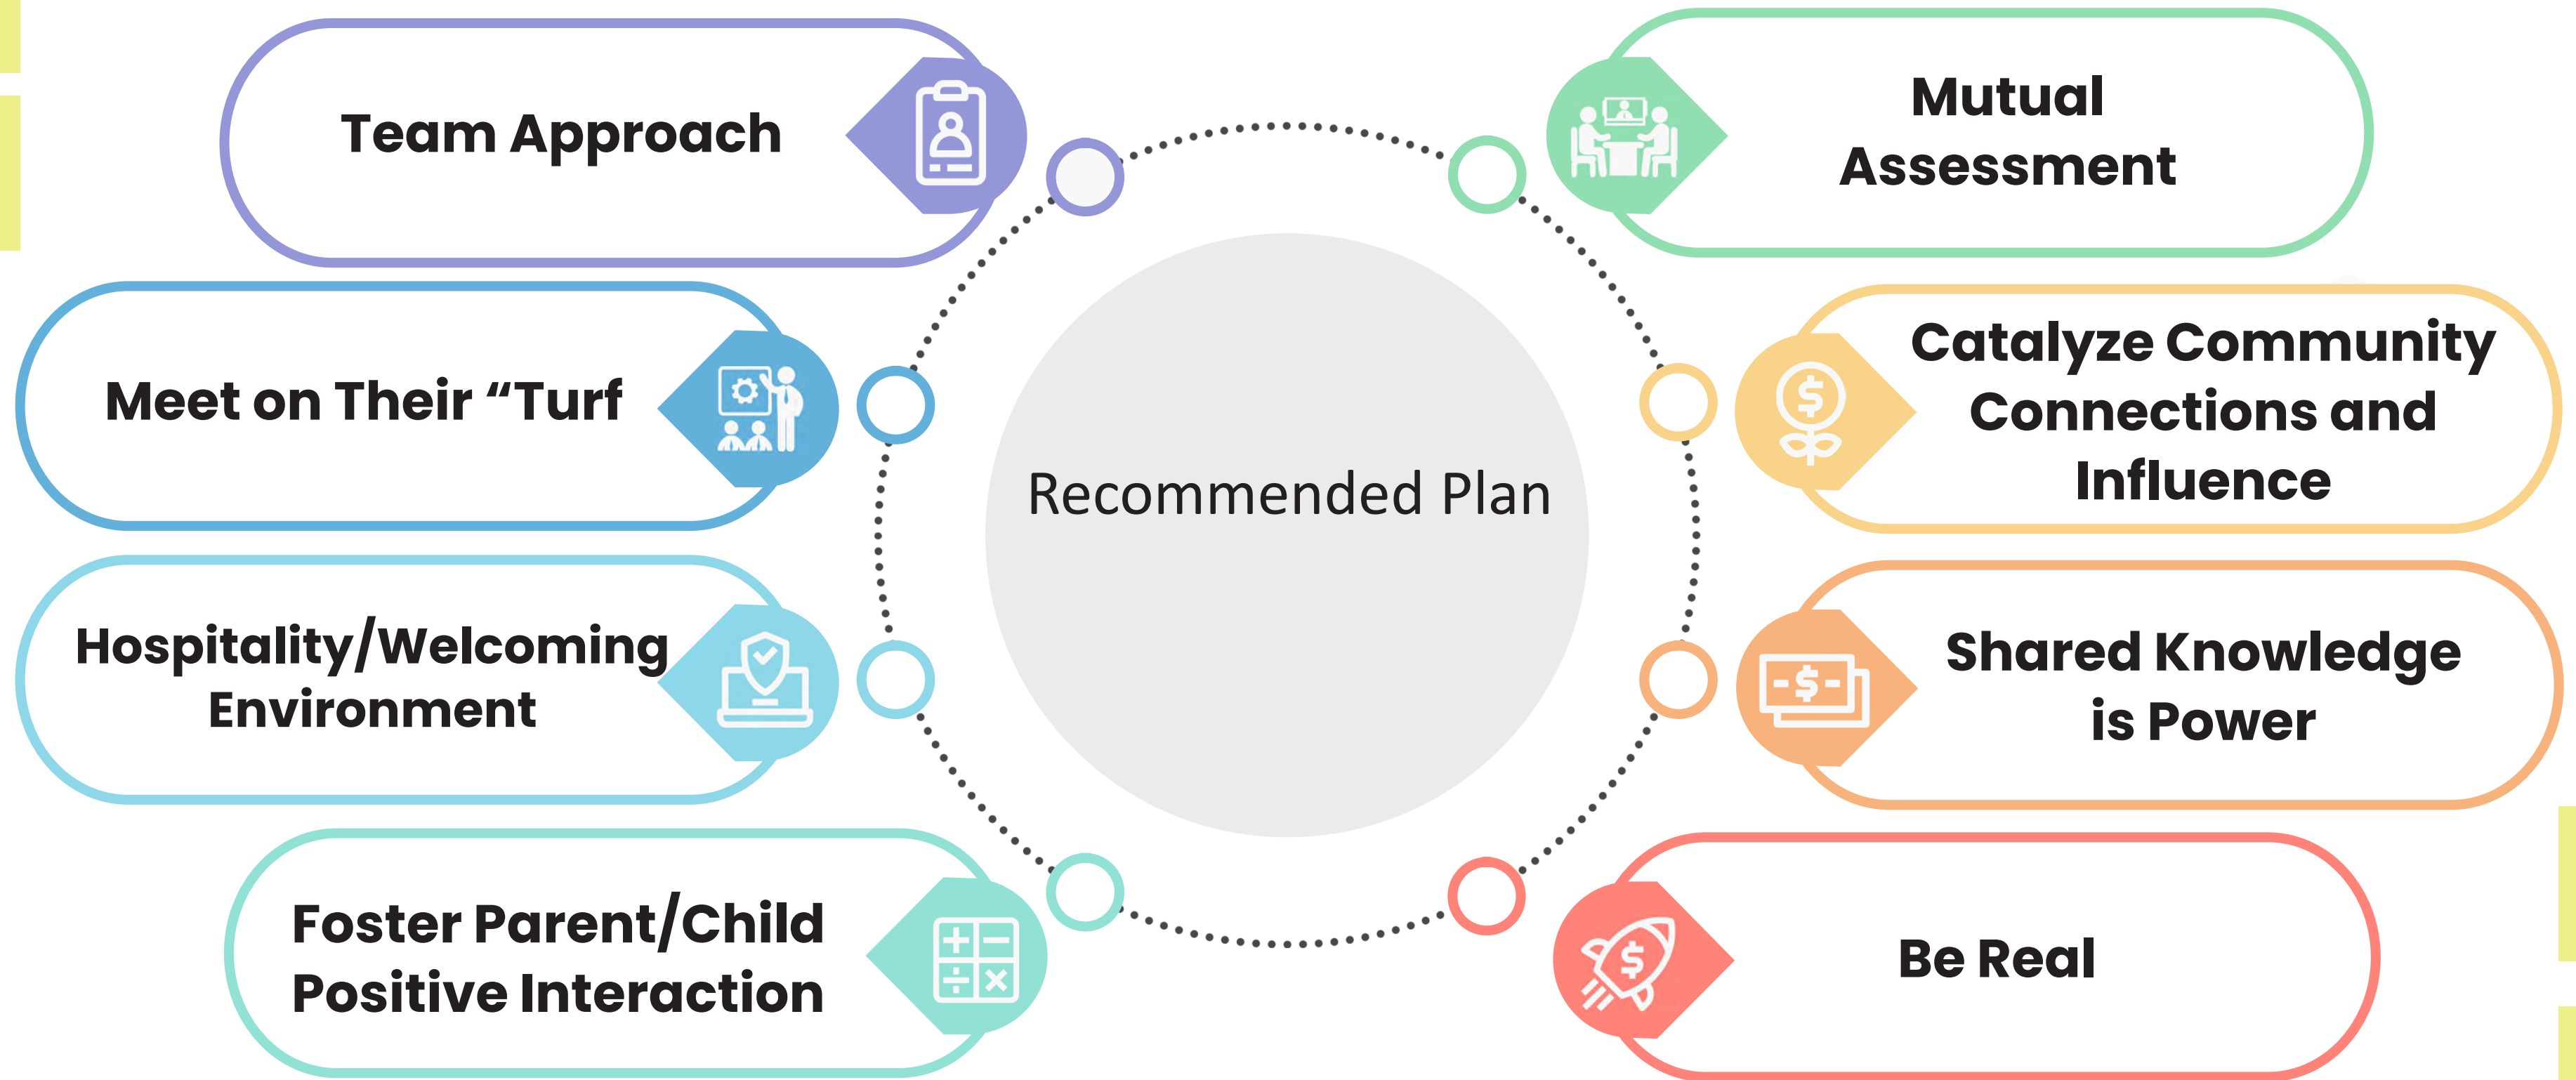 Team Approach
Meet on Their “Turf
Hospitality/Welcoming
Environment
Foster Parent/Child
Positive Interaction
Recommended Plan
Mutual
Assessment
Catalyze Community
Connections and
Influence
Shared Knowledge
is Power
Be Real